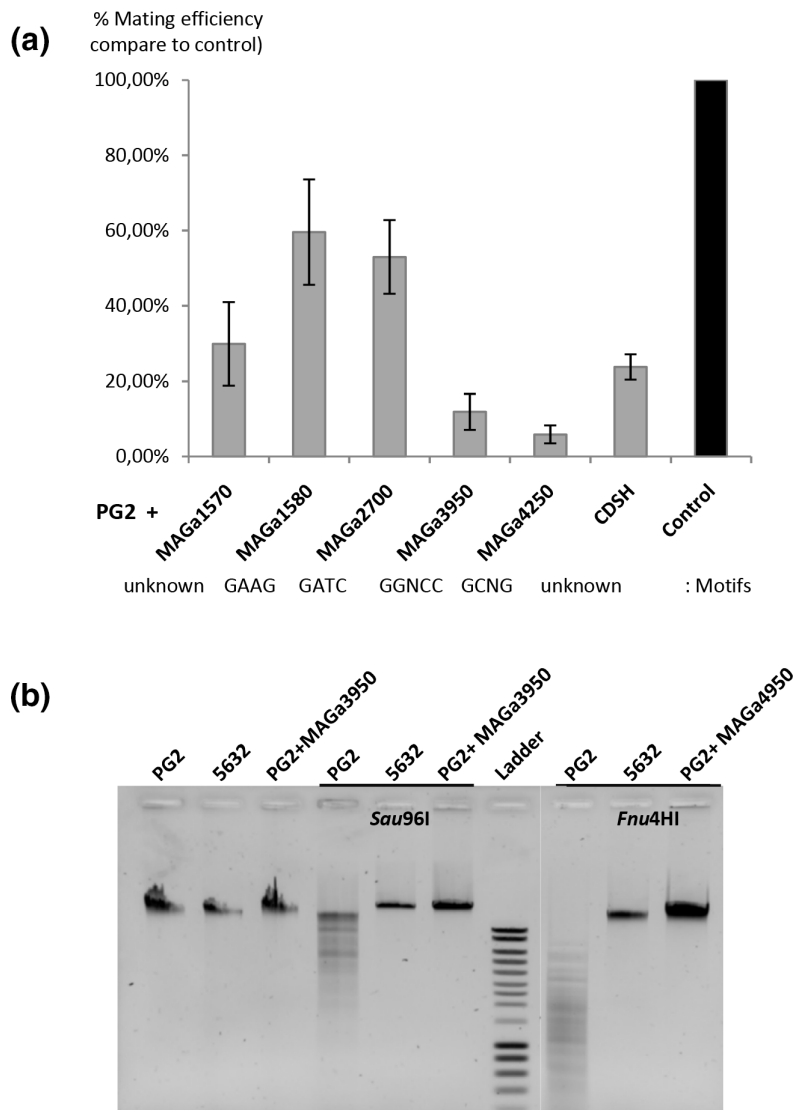 (a)
% Mating efficiency
compare to control)
100,00%
80,00%
60,00%
40,00%
20,00%
0,00%
PG2 + MAGa1570 MAGa1580 MAGa2700 MAGa3950 MAGa4250 CDSH Control
unknown GAAG GATC GGNCC GCNG unknown : Motifs
(b)
PG2 5632 PG2+MAGa3950 PG2 5632 PG2+ MAGa3950 Ladder PG2 5632 PG2+ MAGa4950
Sau96I Fnu4HI